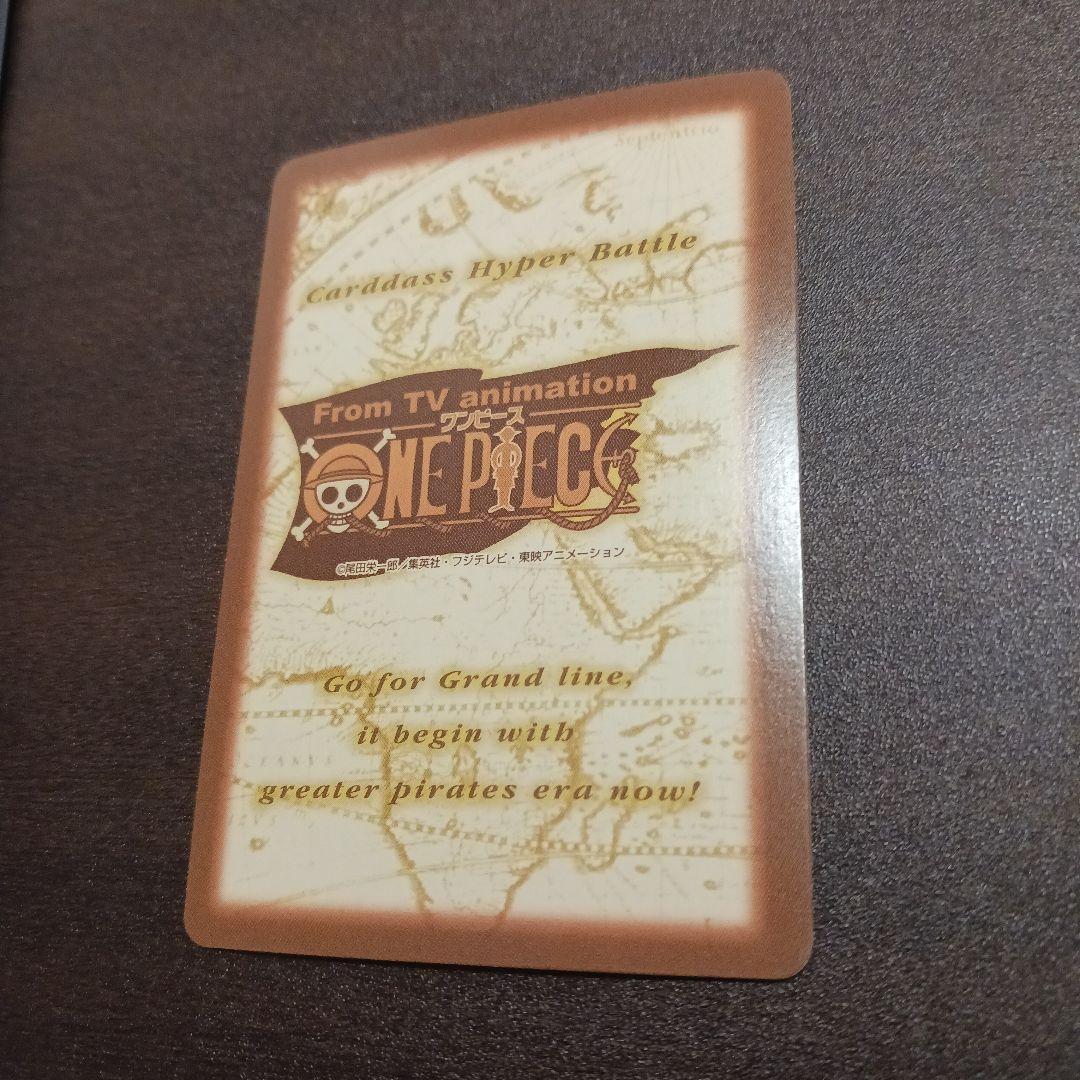 Septentrio
Carddass Hyper Battle
From TV animation
ワンピース
ONE PIECE
©尾田栄一郎／集英社・フジテレビ・東映アニメーション
Go for Grand line,
it begin with
greater pirates era now!